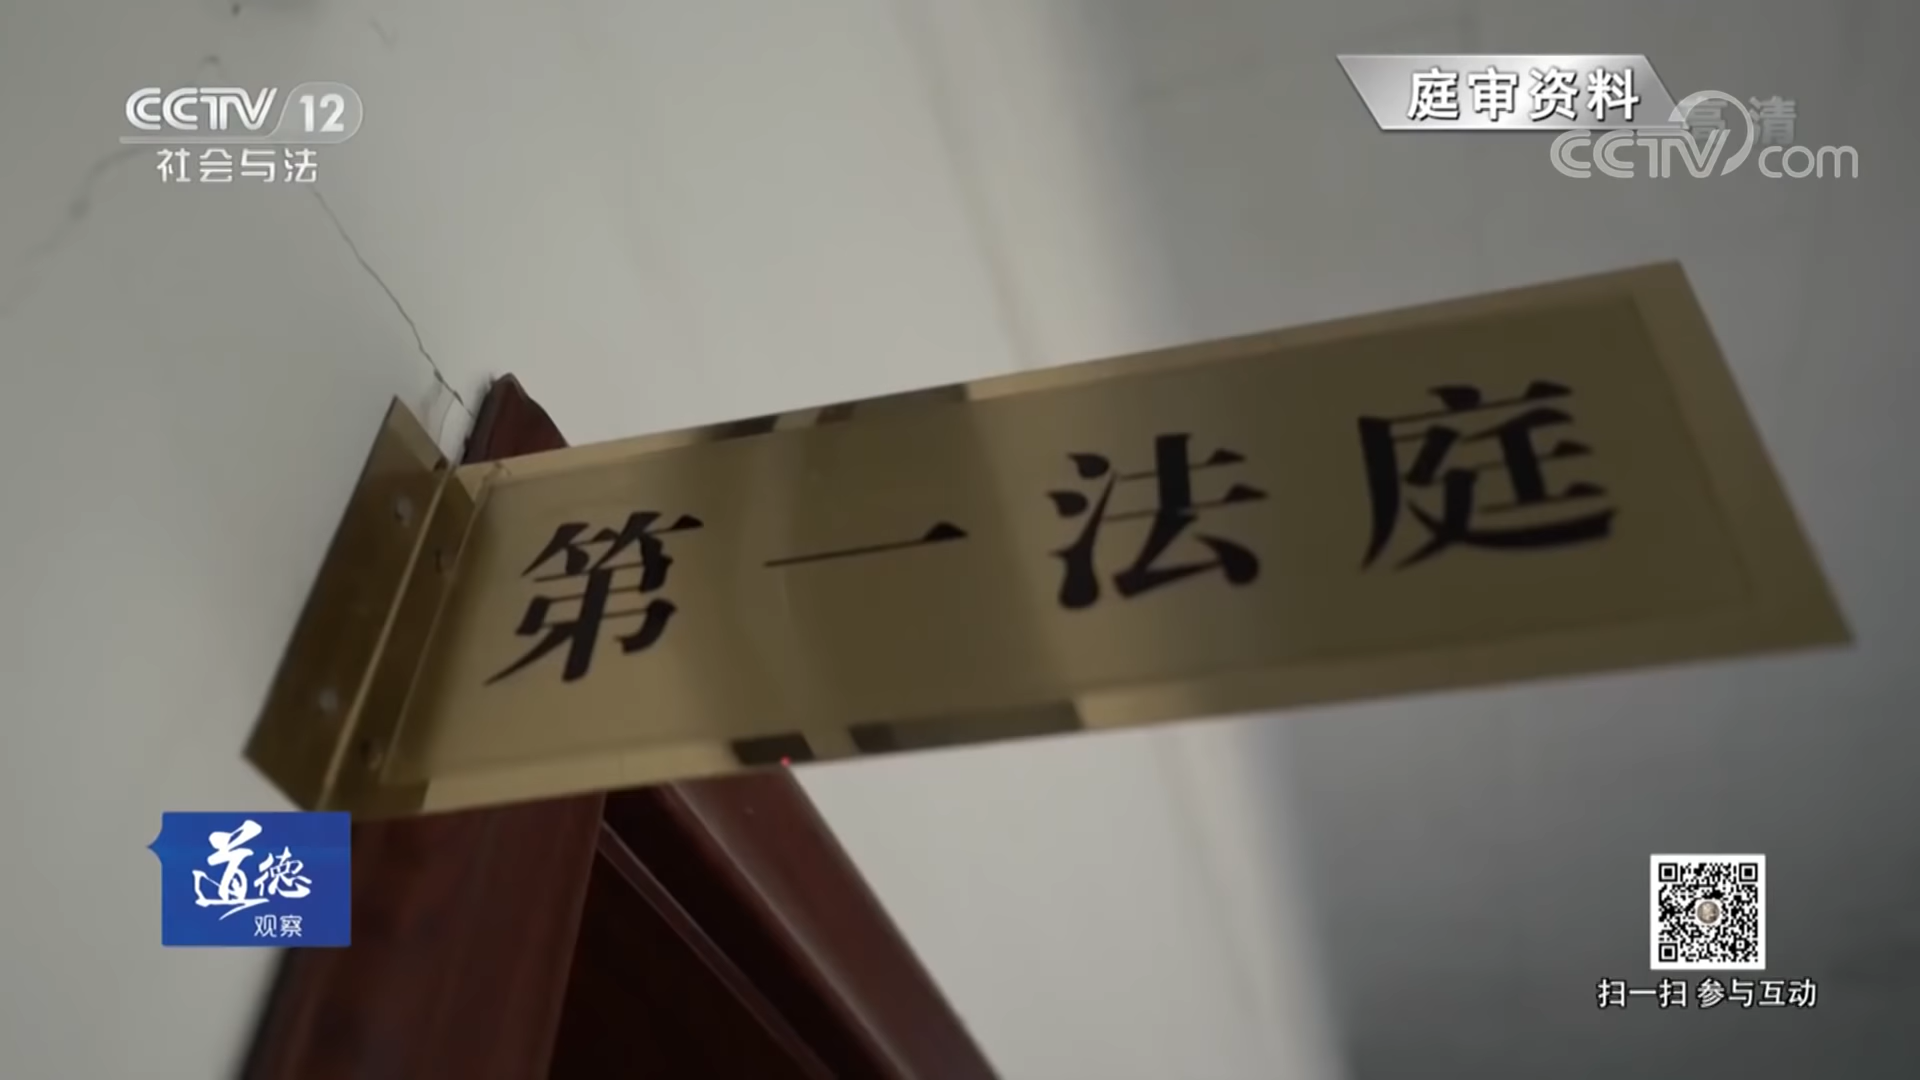 CCTV 12
社会与法
庭审资料
高清
CCTV com
第一法庭
道德
观察
扫一扫 参与互动